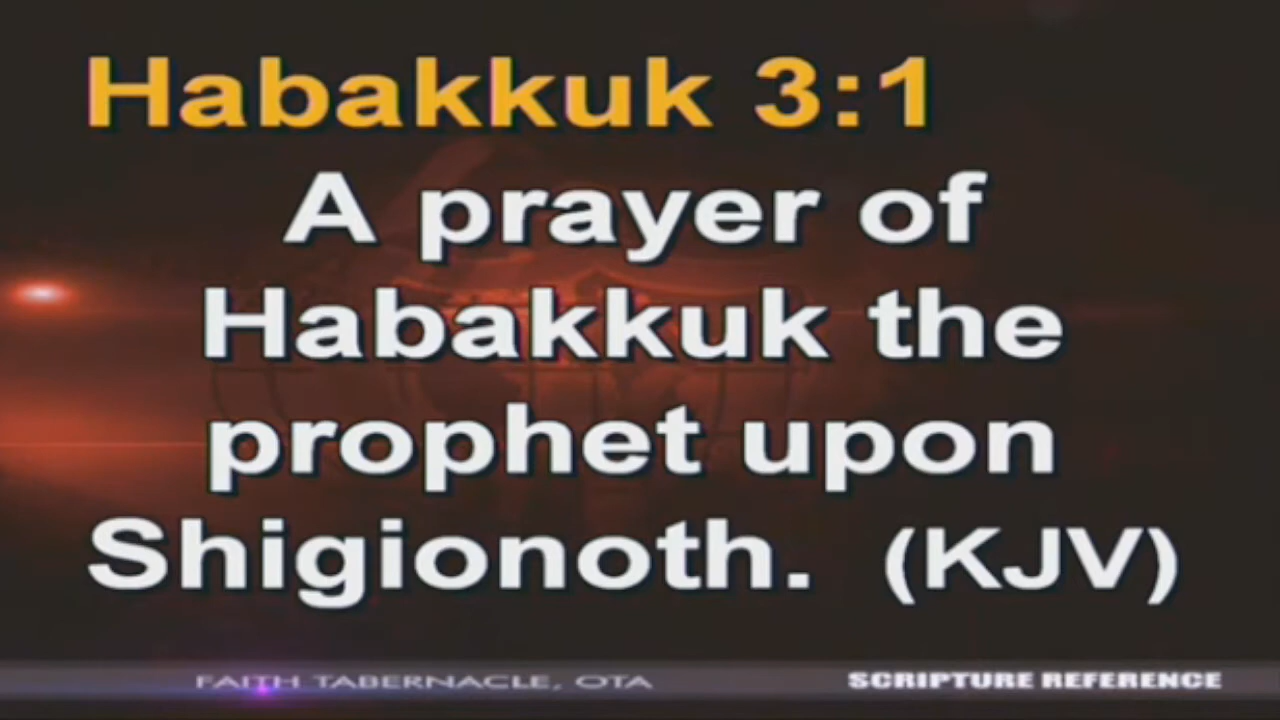 Habakkuk 3:1
A prayer of
Habakkuk the
prophet upon
Shigionoth. (KJV)
FAITH TABERNACLE, OTA
SCRIPTURE REFERENCE